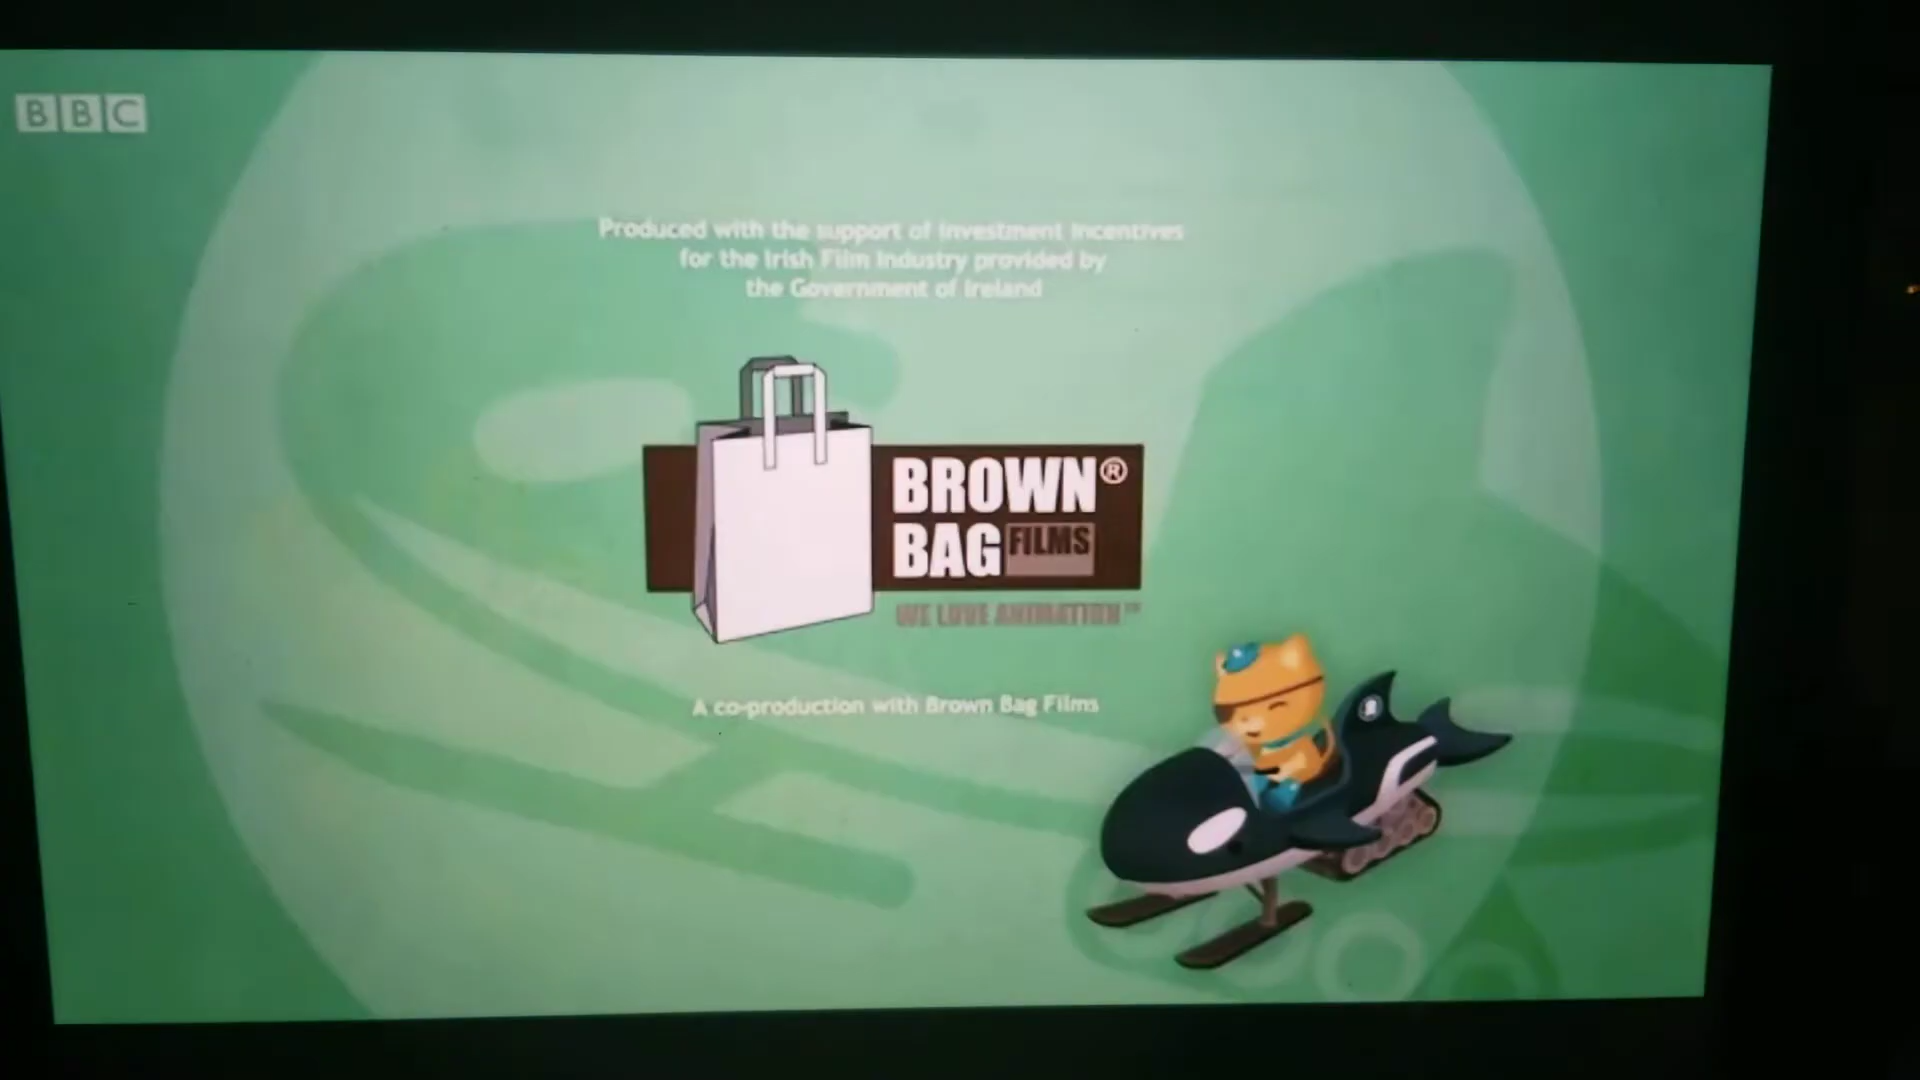 BBC
Produced with the support of investment incentives
for the Irish Film Industry provided by
the Government of Ireland
BROWN®
BAG FILMS
WE LOVE ANIMATION™
A co-production with Brown Bag Films